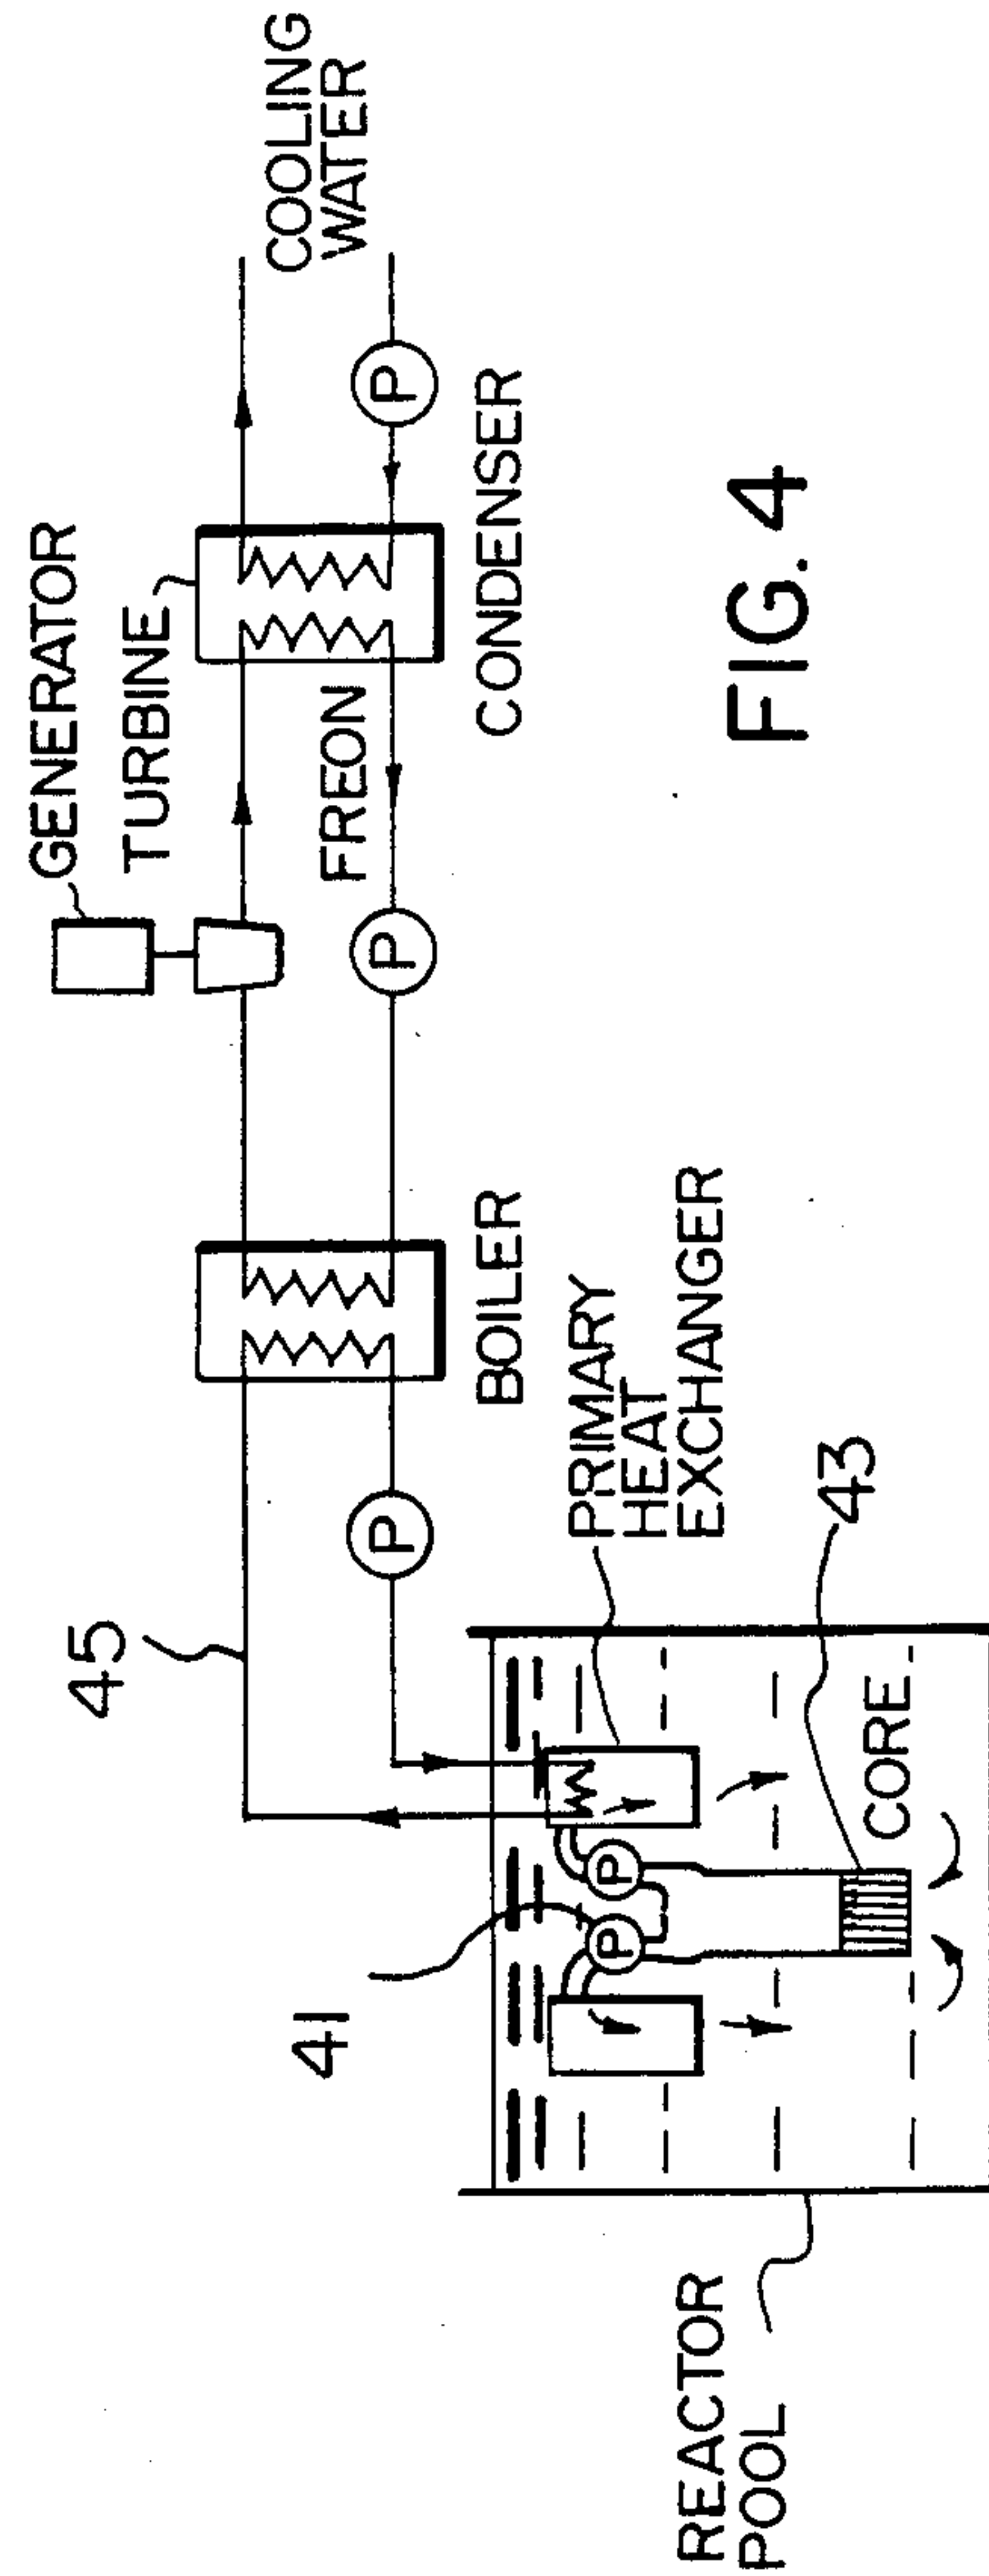 GENERATOR
TURBINE
COOLING
WATER
45
P
P
P
FREON
41
BOILER
CONDENSER
P
P
PRIMARY
HEAT
EXCHANGER
REACTOR
POOL
43
CORE
FIG. 4